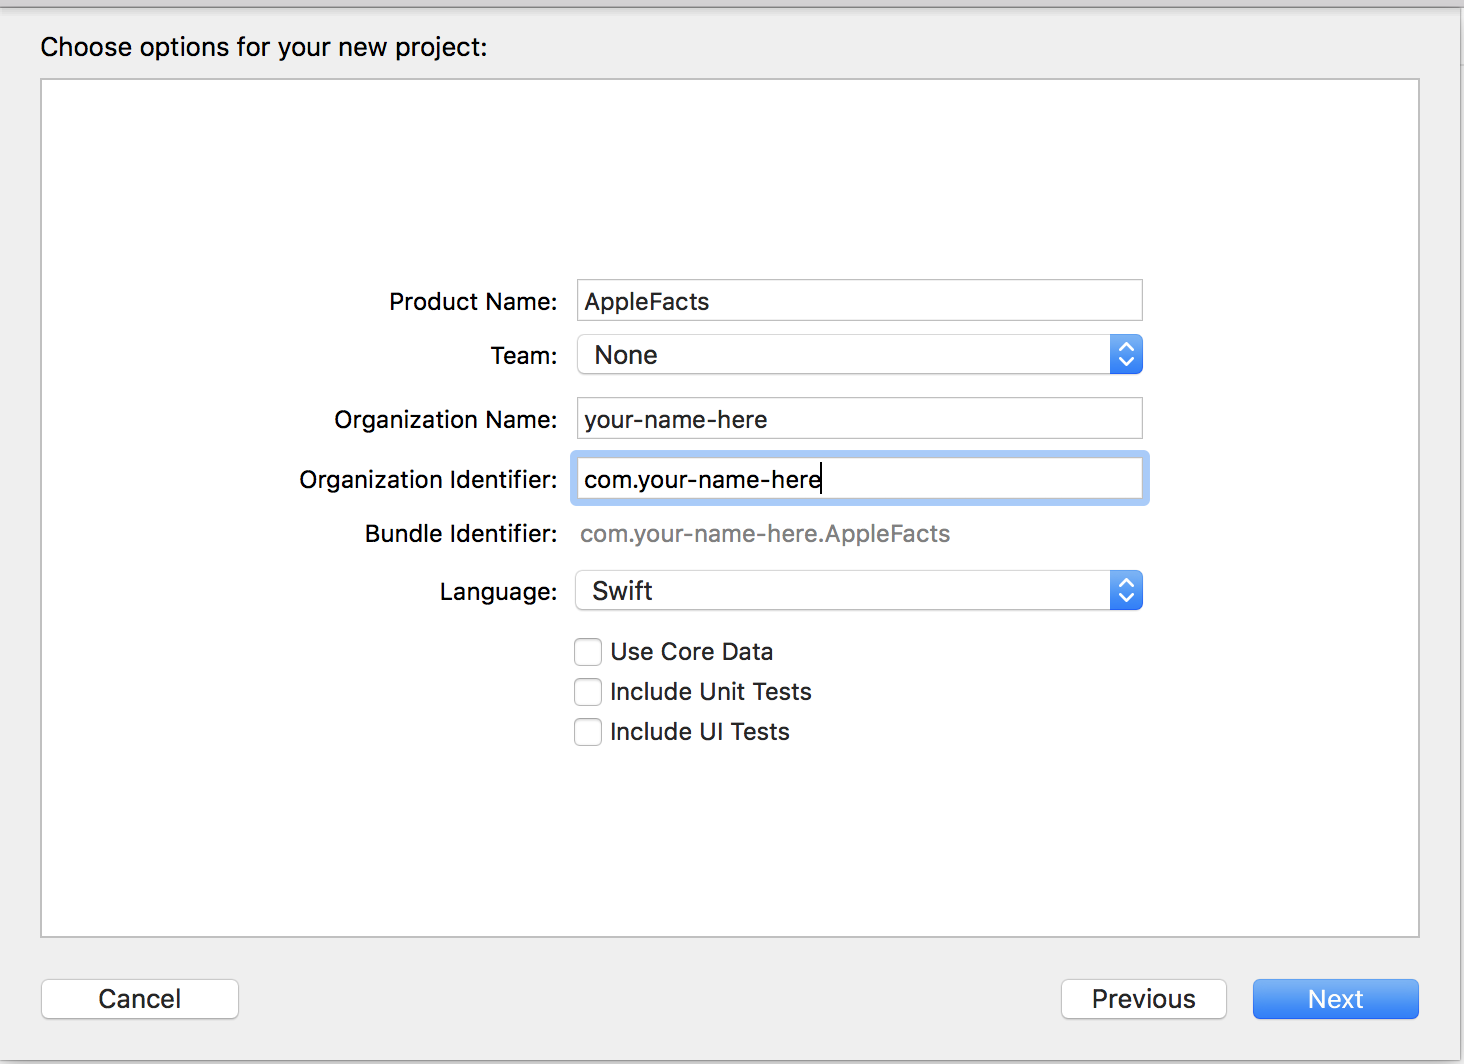 Choose options for your new project:
Product Name: AppleFacts
Team: None
Organization Name: your-name-here
Organization Identifier: com.your-name-here
Bundle Identifier: com.your-name-here.AppleFacts
Language: Swift
Use Core Data
Include Unit Tests
Include UI Tests
Cancel Previous Next